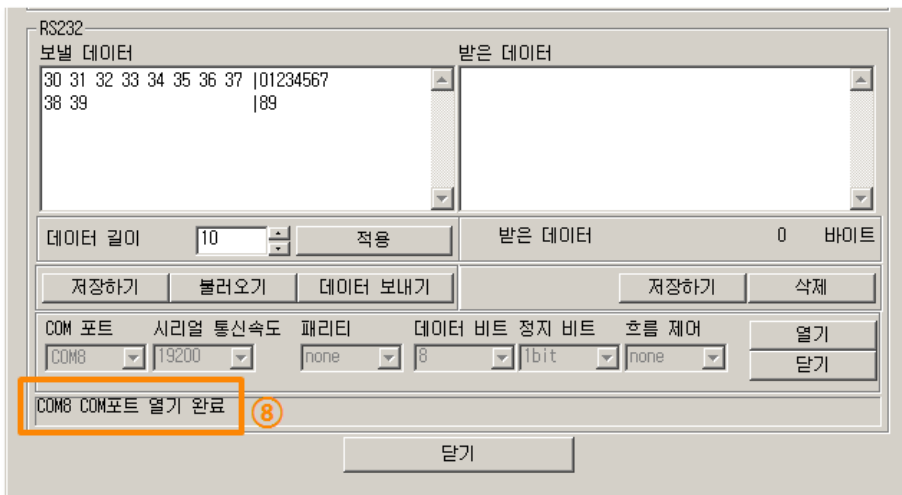 RS232
보낼 데이터
받은 데이터
30 31 32 33 34 35 36 37 |01234567
38 39 |89
데이터 길이 10 적용
받은 데이터 0 바이트
저장하기 불러오기 데이터 보내기
저장하기 삭제
COM 포트 시리얼 통신속도 패리티 데이터 비트 정지 비트 흐름 제어 열기
COM8 19200 none 8 1bit none 닫기
COM8 COM포트 열기 완료 ⑧
닫기